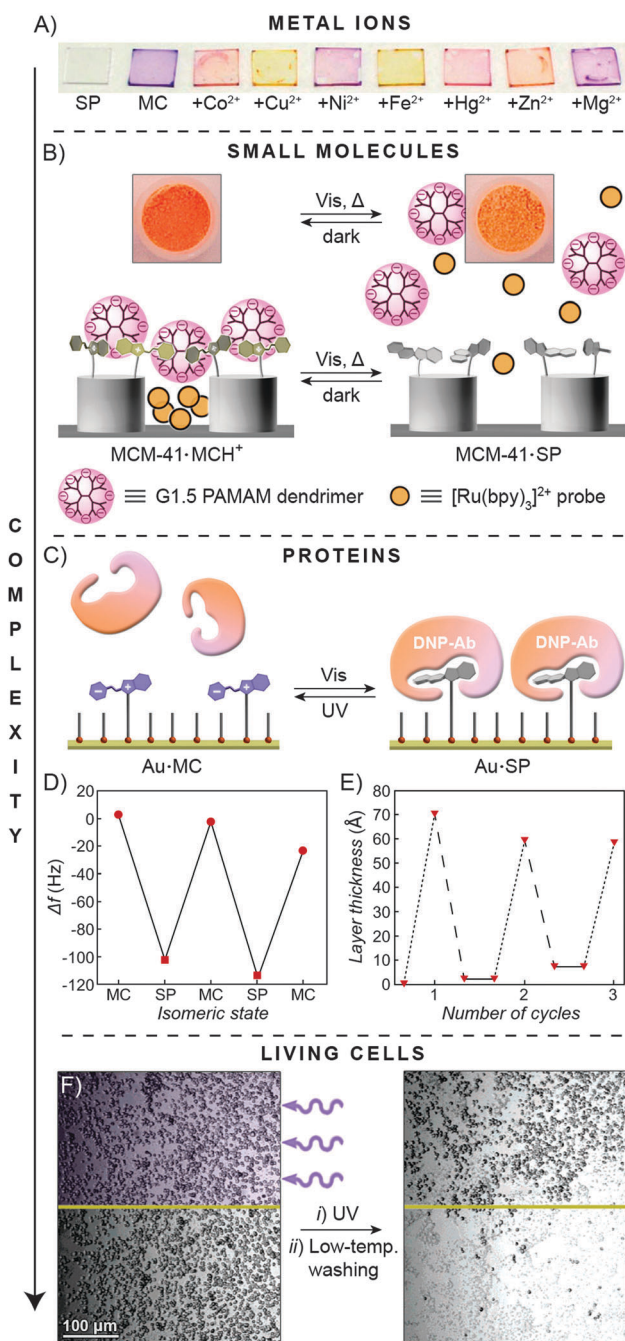 A) METAL IONS
SP MC +Co²⁺ +Cu²⁺ +Ni²⁺ +Fe²⁺ +Hg²⁺ +Zn²⁺ +Mg²⁺
B) SMALL MOLECULES
Vis, Δ
dark
Vis, Δ
dark
MCM-41·MCH⁺
MCM-41·SP
≡ G1.5 PAMAM dendrimer
≡ [Ru(bpy)₃]²⁺ probe
COMPLEXITY
C) PROTEINS
DNP-Ab
DNP-Ab
Vis
UV
Au·MC
Au·SP
D)
Δf (Hz)
20
0
-20
-40
-60
-80
-100
-120
MC SP MC SP MC
Isomeric state
E)
Layer thickness (Å)
80
70
60
50
40
30
20
10
0
1 2 3
Number of cycles
LIVING CELLS
F)
i) UV
ii) Low-temp.
washing
100 μm